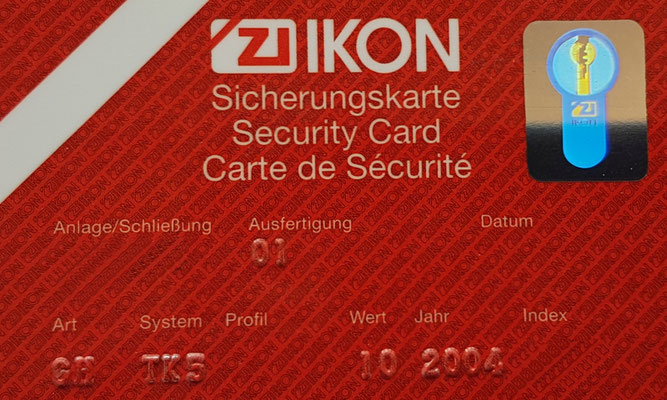 IKON
Sicherungskarte
Security Card
Carte de Sécurité
Anlage/Schließung Ausfertigung Datum
01
Art System Profil Wert Jahr Index
GH TK5 10 2004